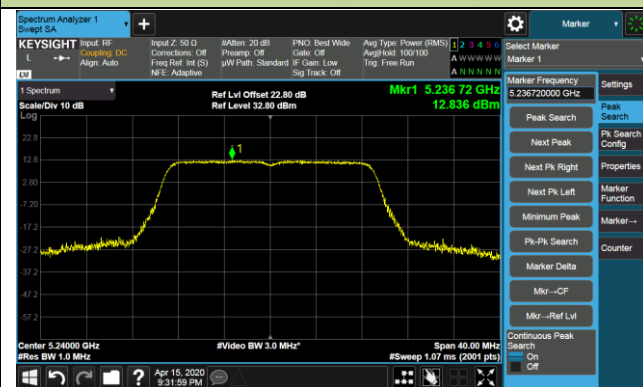 Spectrum Analyzer 1
Swept SA
+
Marker
KEYSIGHT
L
LXI
Input: RF
Coupling: DC
Align: Auto
Input Z: 50 Ω
Corrections: Off
Freq Ref: Int (S)
NFE: Adaptive
#Atten: 20 dB
Preamp: Off
µW Path: Standard
PNO: Best Wide
Gate: Off
IF Gain: Low
Sig Track: Off
Avg Type: Power (RMS)
Avg|Hold: 100/100
Trig: Free Run
1 2 3 4 5 6
A W W W W W
A N N N N N
Select Marker
Marker 1
1 Spectrum
Scale/Div 10 dB
Log
Ref Lvl Offset 22.80 dB
Ref Level 32.80 dBm
Mkr1 5.236 72 GHz
12.836 dBm
22.8
12.8
2.80
-7.20
-17.2
-27.2
-37.2
-47.2
-57.2
1
Center 5.24000 GHz
#Res BW 1.0 MHz
#Video BW 3.0 MHz*
Span 40.00 MHz
#Sweep 1.07 ms (2001 pts)
Marker Frequency
5.236720000 GHz
Peak Search
Next Peak
Next Pk Right
Next Pk Left
Minimum Peak
Pk-Pk Search
Marker Delta
Mkr→CF
Mkr→Ref Lvl
Continuous Peak
Search
On
Off
Settings
Peak
Search
Pk Search
Config
Properties
Marker
Function
Marker→
Counter
?
Apr 15, 2020
9:31:59 PM